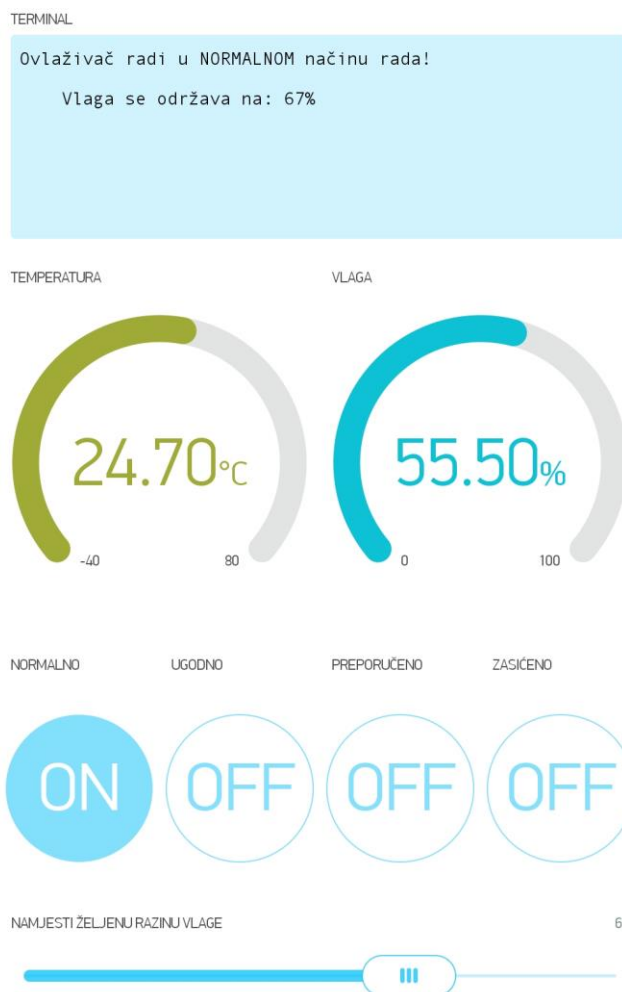 TERMINAL
Ovlaživač radi u NORMALNOM načinu rada!
Vlaga se održava na: 67%
TEMPERATURA VLAGA
24.70°C 55.50%
-40 80 0 100
NORMALNO UGODNO PREPORUČENO ZASIĆENO
ON OFF OFF OFF
NAMJESTI ŽELJENU RAZINU VLAGE